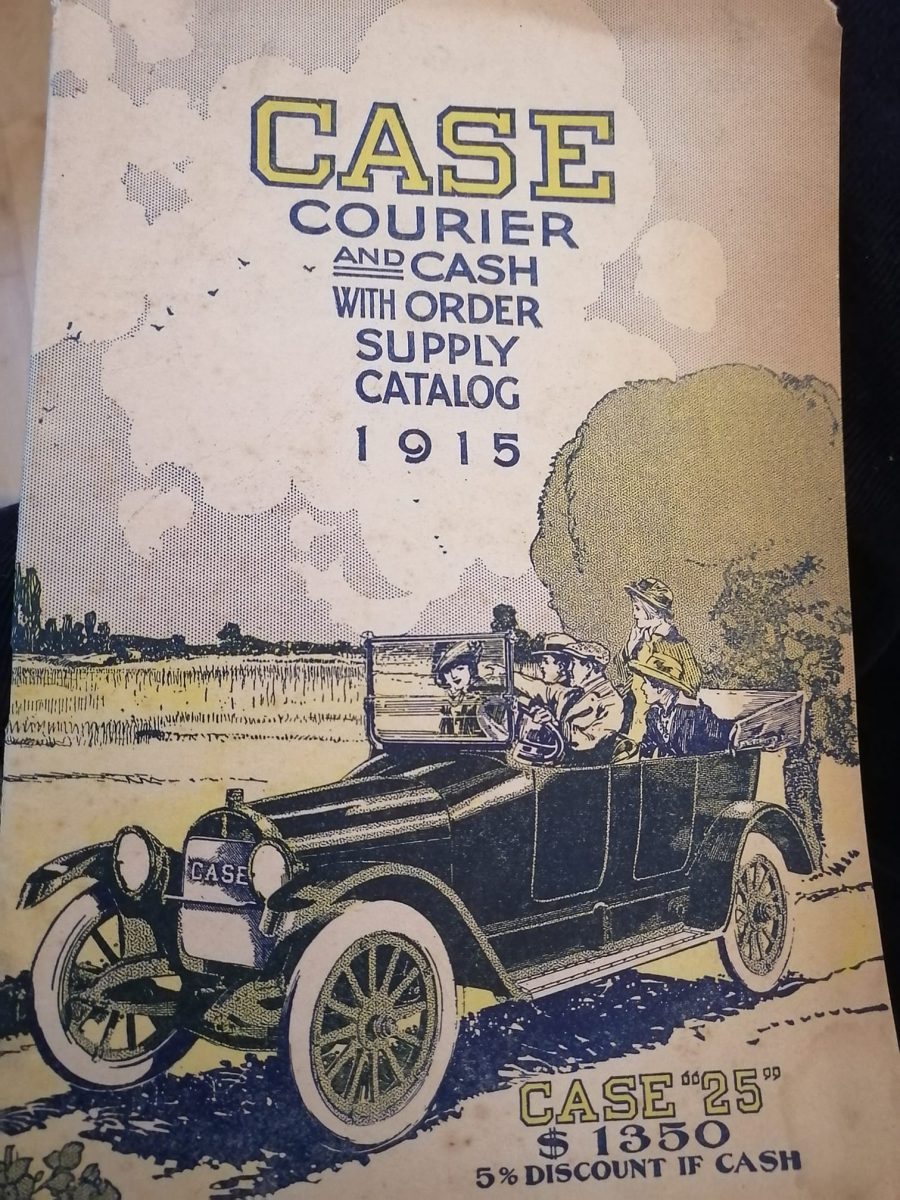 CASE
COURIER
AND CASH
WITH ORDER
SUPPLY
CATALOG
1915
CASE
CASE "25"
$ 1350
5% DISCOUNT IF CASH